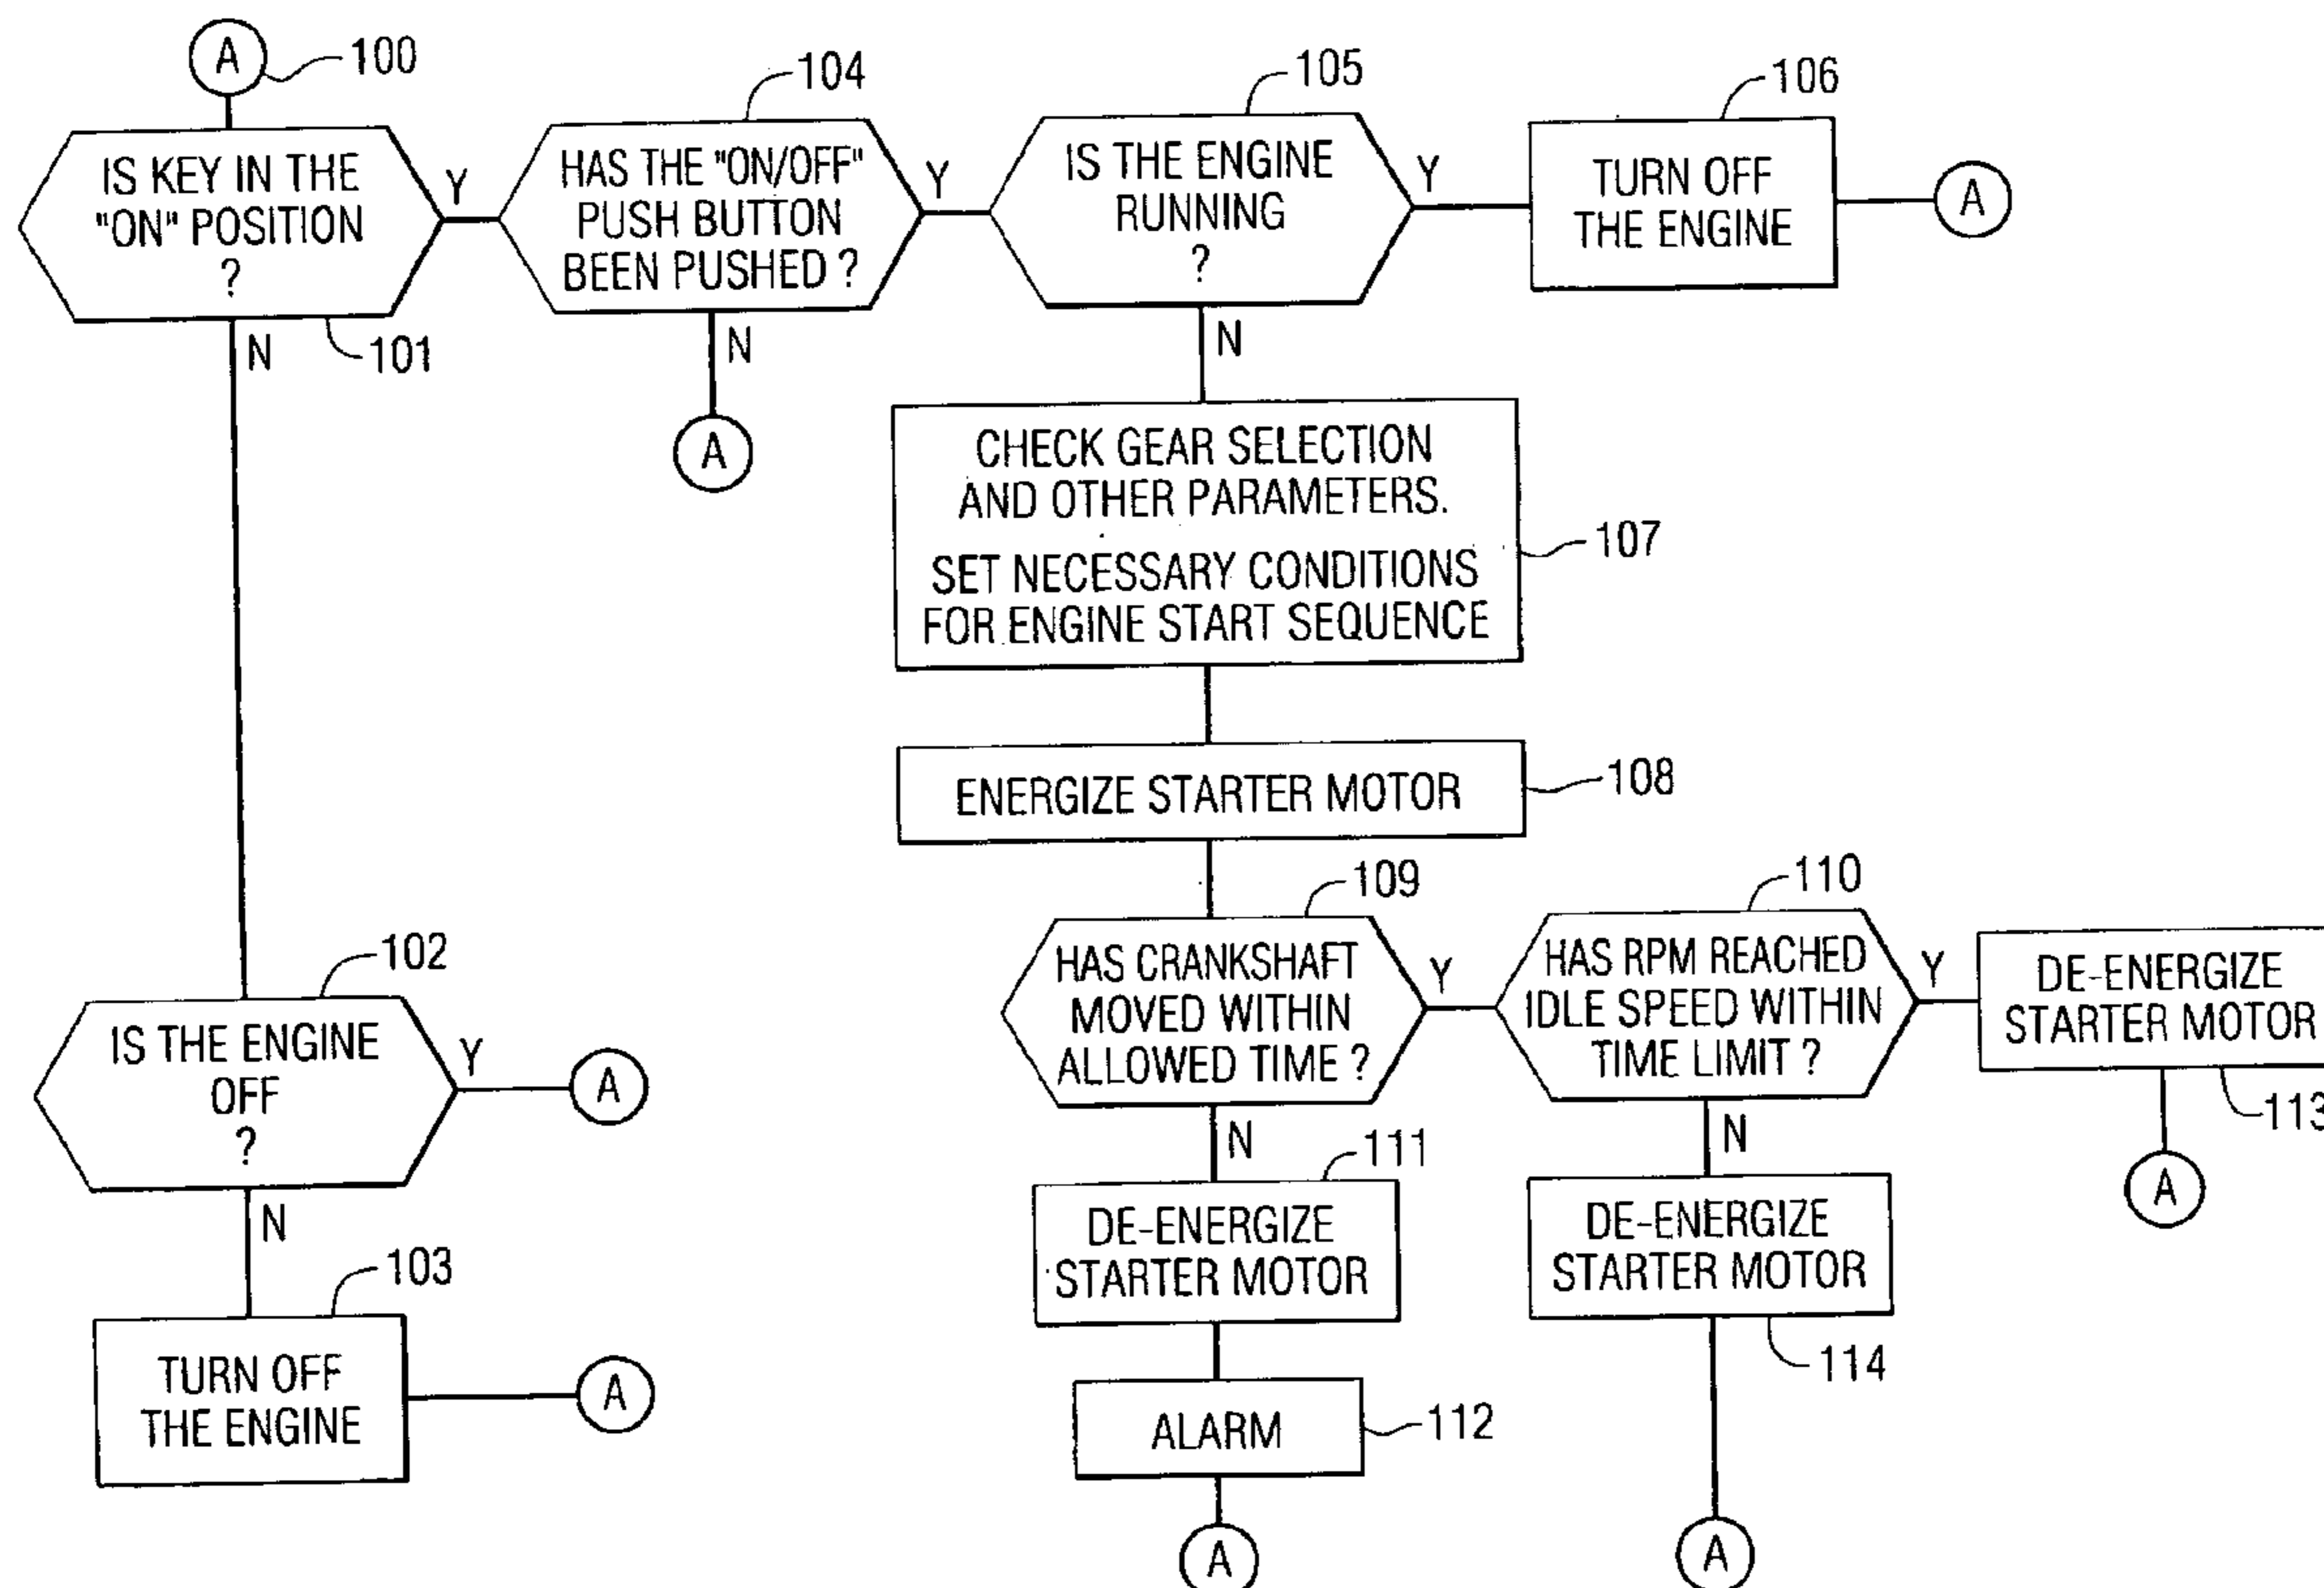 A
100
IS KEY IN THE
"ON" POSITION
?
101
Y
N
104
HAS THE "ON/OFF"
PUSH BUTTON
BEEN PUSHED ?
Y
N
A
105
IS THE ENGINE
RUNNING
?
Y
N
106
TURN OFF
THE ENGINE
A
CHECK GEAR SELECTION
AND OTHER PARAMETERS.
SET NECESSARY CONDITIONS
FOR ENGINE START SEQUENCE
107
ENERGIZE STARTER MOTOR
108
102
IS THE ENGINE
OFF
?
Y
A
N
103
TURN OFF
THE ENGINE
A
109
HAS CRANKSHAFT
MOVED WITHIN
ALLOWED TIME ?
Y
N
110
HAS RPM REACHED
IDLE SPEED WITHIN
TIME LIMIT ?
Y
N
DE-ENERGIZE
STARTER MOTOR
113
A
111
DE-ENERGIZE
STARTER MOTOR
ALARM
112
A
DE-ENERGIZE
STARTER MOTOR
114
A